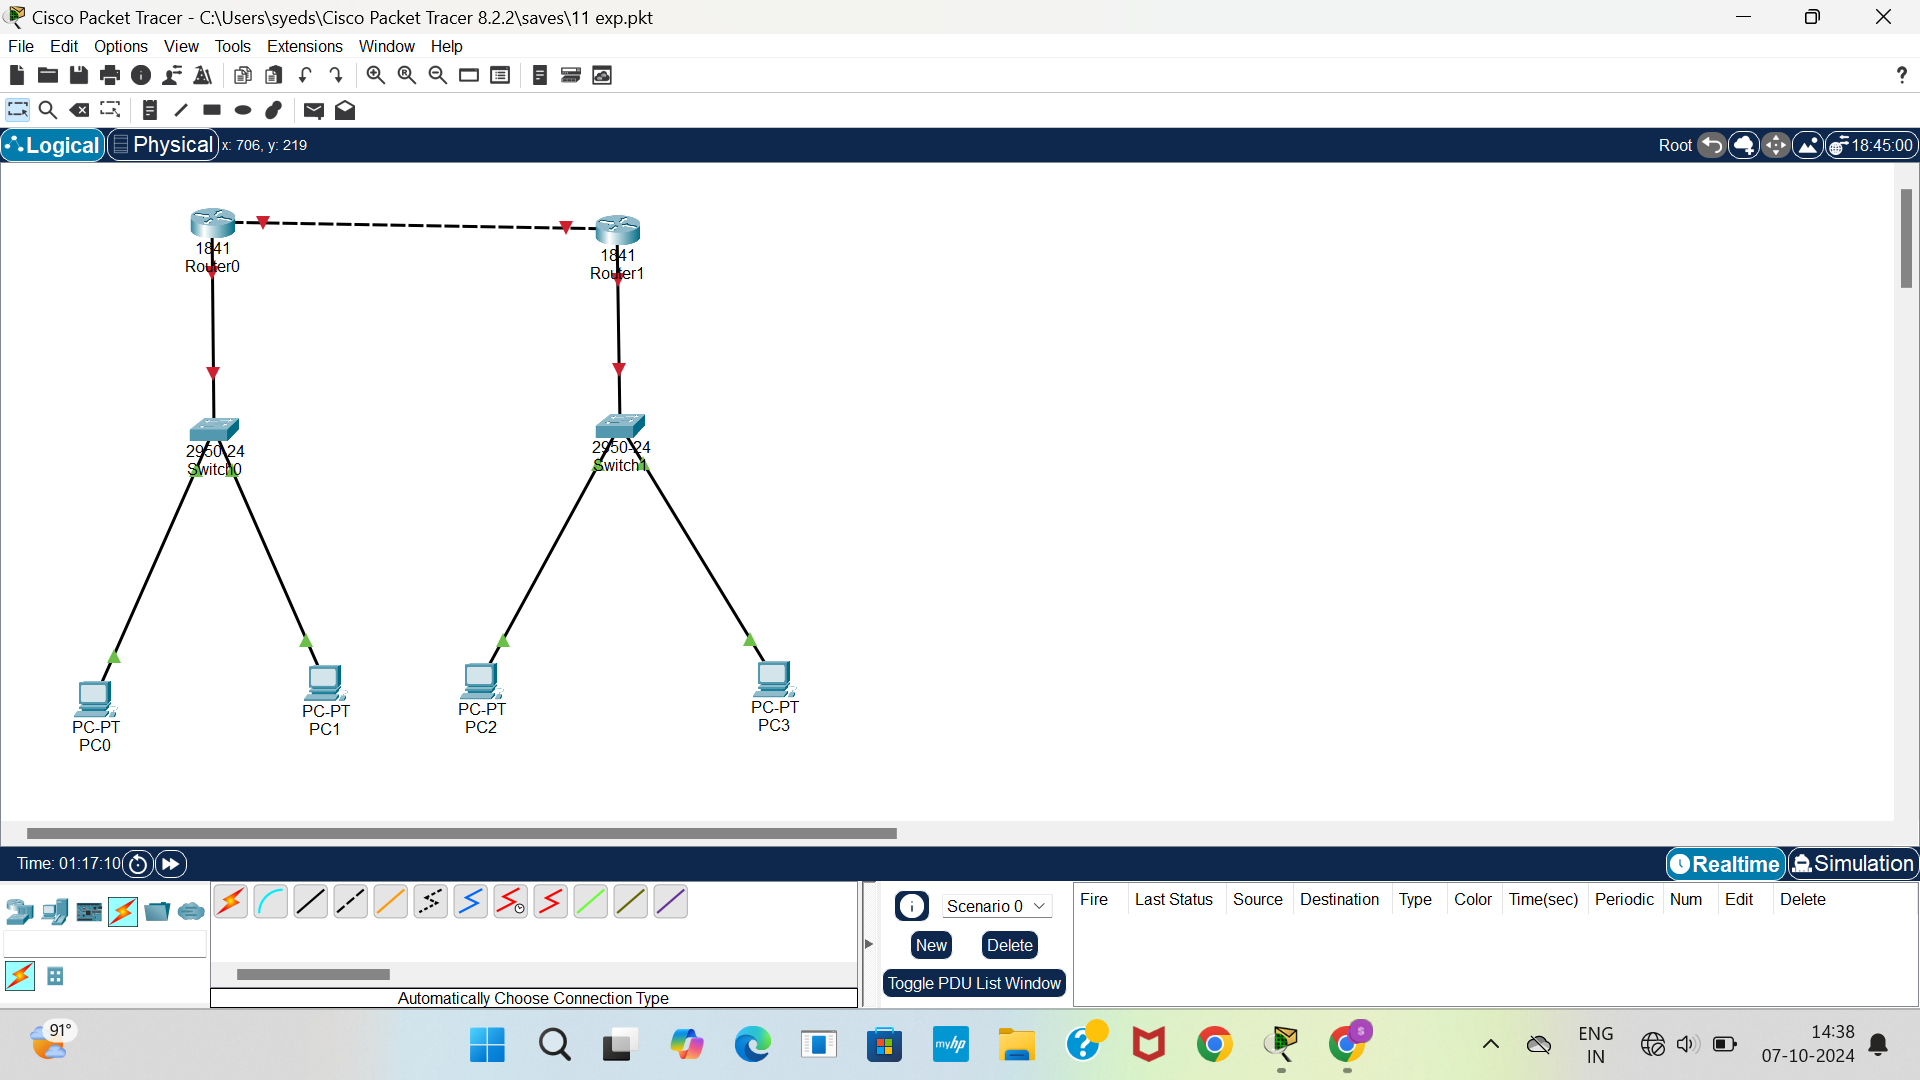 Cisco Packet Tracer - C:\Users\syeds\Cisco Packet Tracer 8.2.2\saves\11 exp.pkt
File Edit Options View Tools Extensions Window Help
?
Logical Physical x: 706, y: 219 Root 18:45:00
1841
Router0
1841
Router1
2950-24
Switch0
2950-24
Switch1
PC-PT
PC0
PC-PT
PC1
PC-PT
PC2
PC-PT
PC3
Time: 01:17:10 Realtime Simulation
Scenario 0
New Delete
Toggle PDU List Window
Fire Last Status Source Destination Type Color Time(sec) Periodic Num Edit Delete
Automatically Choose Connection Type
91°
myhp
?
S
ENG
IN
14:38
07-10-2024